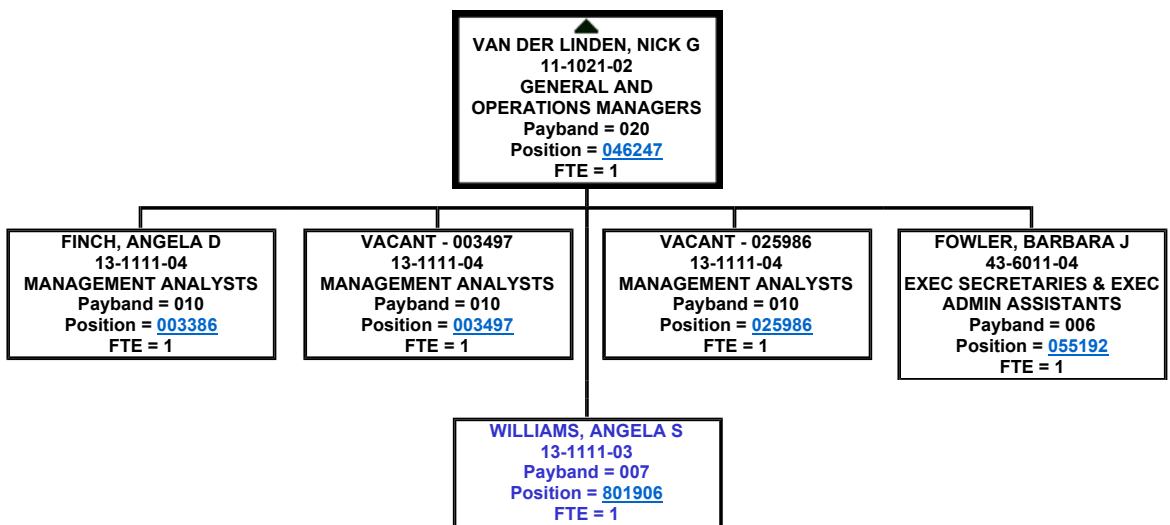 VAN DER LINDEN, NICK G
11-1021-02
GENERAL AND
OPERATIONS MANAGERS
Payband = 020
Position = 046247
FTE = 1
FINCH, ANGELA D
13-1111-04
MANAGEMENT ANALYSTS
Payband = 010
Position = 003386
FTE = 1
VACANT - 003497
13-1111-04
MANAGEMENT ANALYSTS
Payband = 010
Position = 003497
FTE = 1
VACANT - 025986
13-1111-04
MANAGEMENT ANALYSTS
Payband = 010
Position = 025986
FTE = 1
FOWLER, BARBARA J
43-6011-04
EXEC SECRETARIES & EXEC
ADMIN ASSISTANTS
Payband = 006
Position = 055192
FTE = 1
WILLIAMS, ANGELA S
13-1111-03
Payband = 007
Position = 801906
FTE = 1